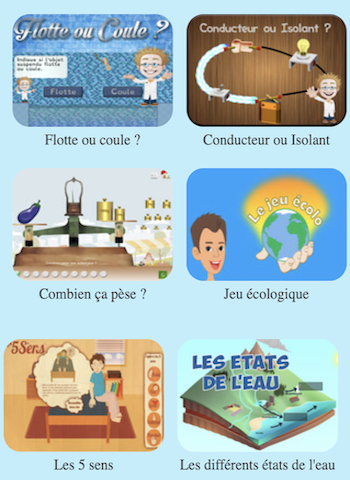 Flotte ou Coule ?
Indique si l'objet
suspendu flotte
ou coule.
Flotte
Coule
Flotte ou coule ?
Conducteur ou Isolant ?
Conducteur ou Isolant
Combien ça pèse ?
Le jeu écolo
Jeu écologique
5 Sens
Les 5 sens
LES ETATS
DE L'EAU
Les différents états de l'eau